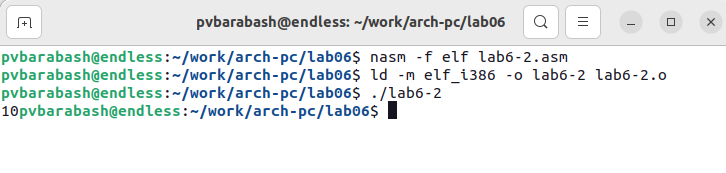 pvbarabash@endless: ~/work/arch-pc/lab06
pvbarabash@endless:~/work/arch-pc/lab06$ nasm -f elf lab6-2.asm
pvbarabash@endless:~/work/arch-pc/lab06$ ld -m elf_i386 -o lab6-2 lab6-2.o
pvbarabash@endless:~/work/arch-pc/lab06$ ./lab6-2
10pvbarabash@endless:~/work/arch-pc/lab06$